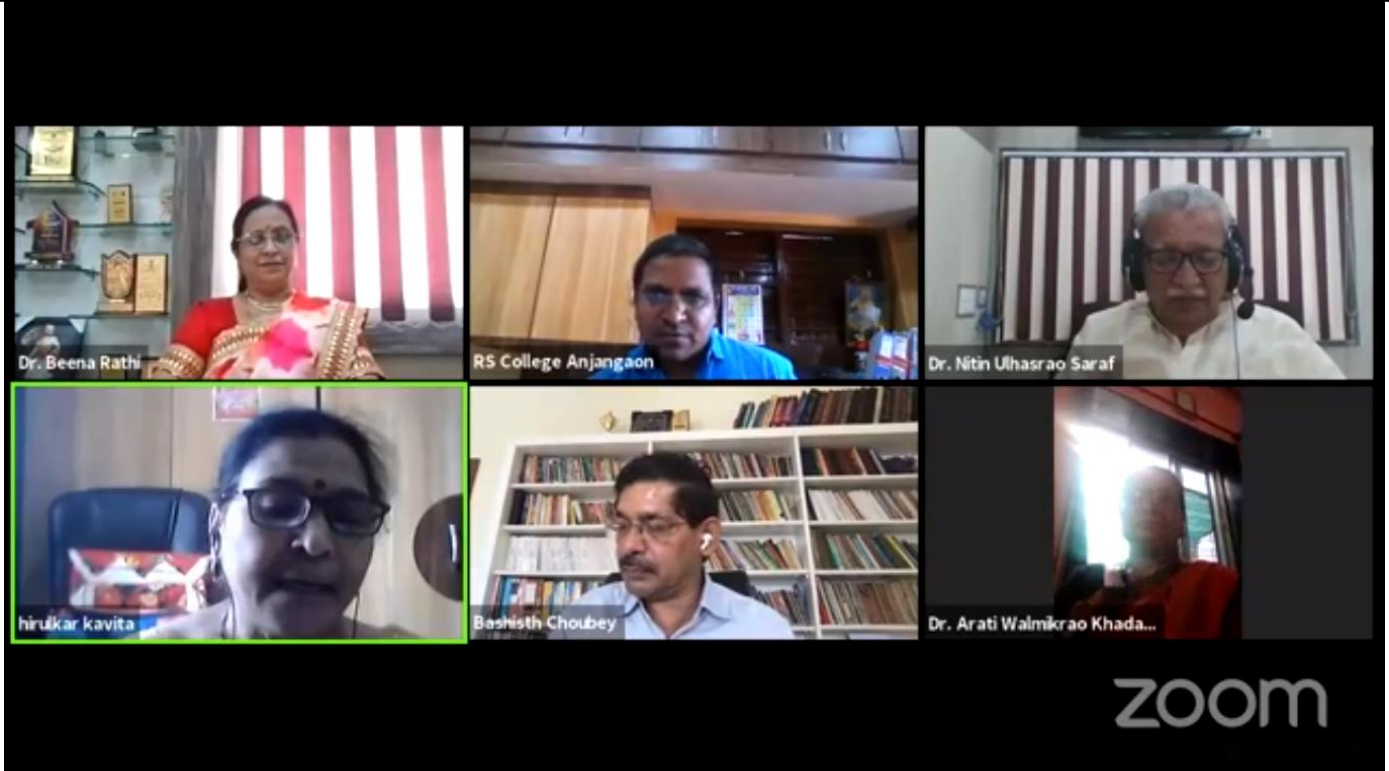 Dr. Beena Rathi
RS College Anjangaon
Dr. Nitin Ulhasrao Saraf
hirulkar kavita
Bashisth Choubey
Dr. Arati Walmikrao Khada...
zoom